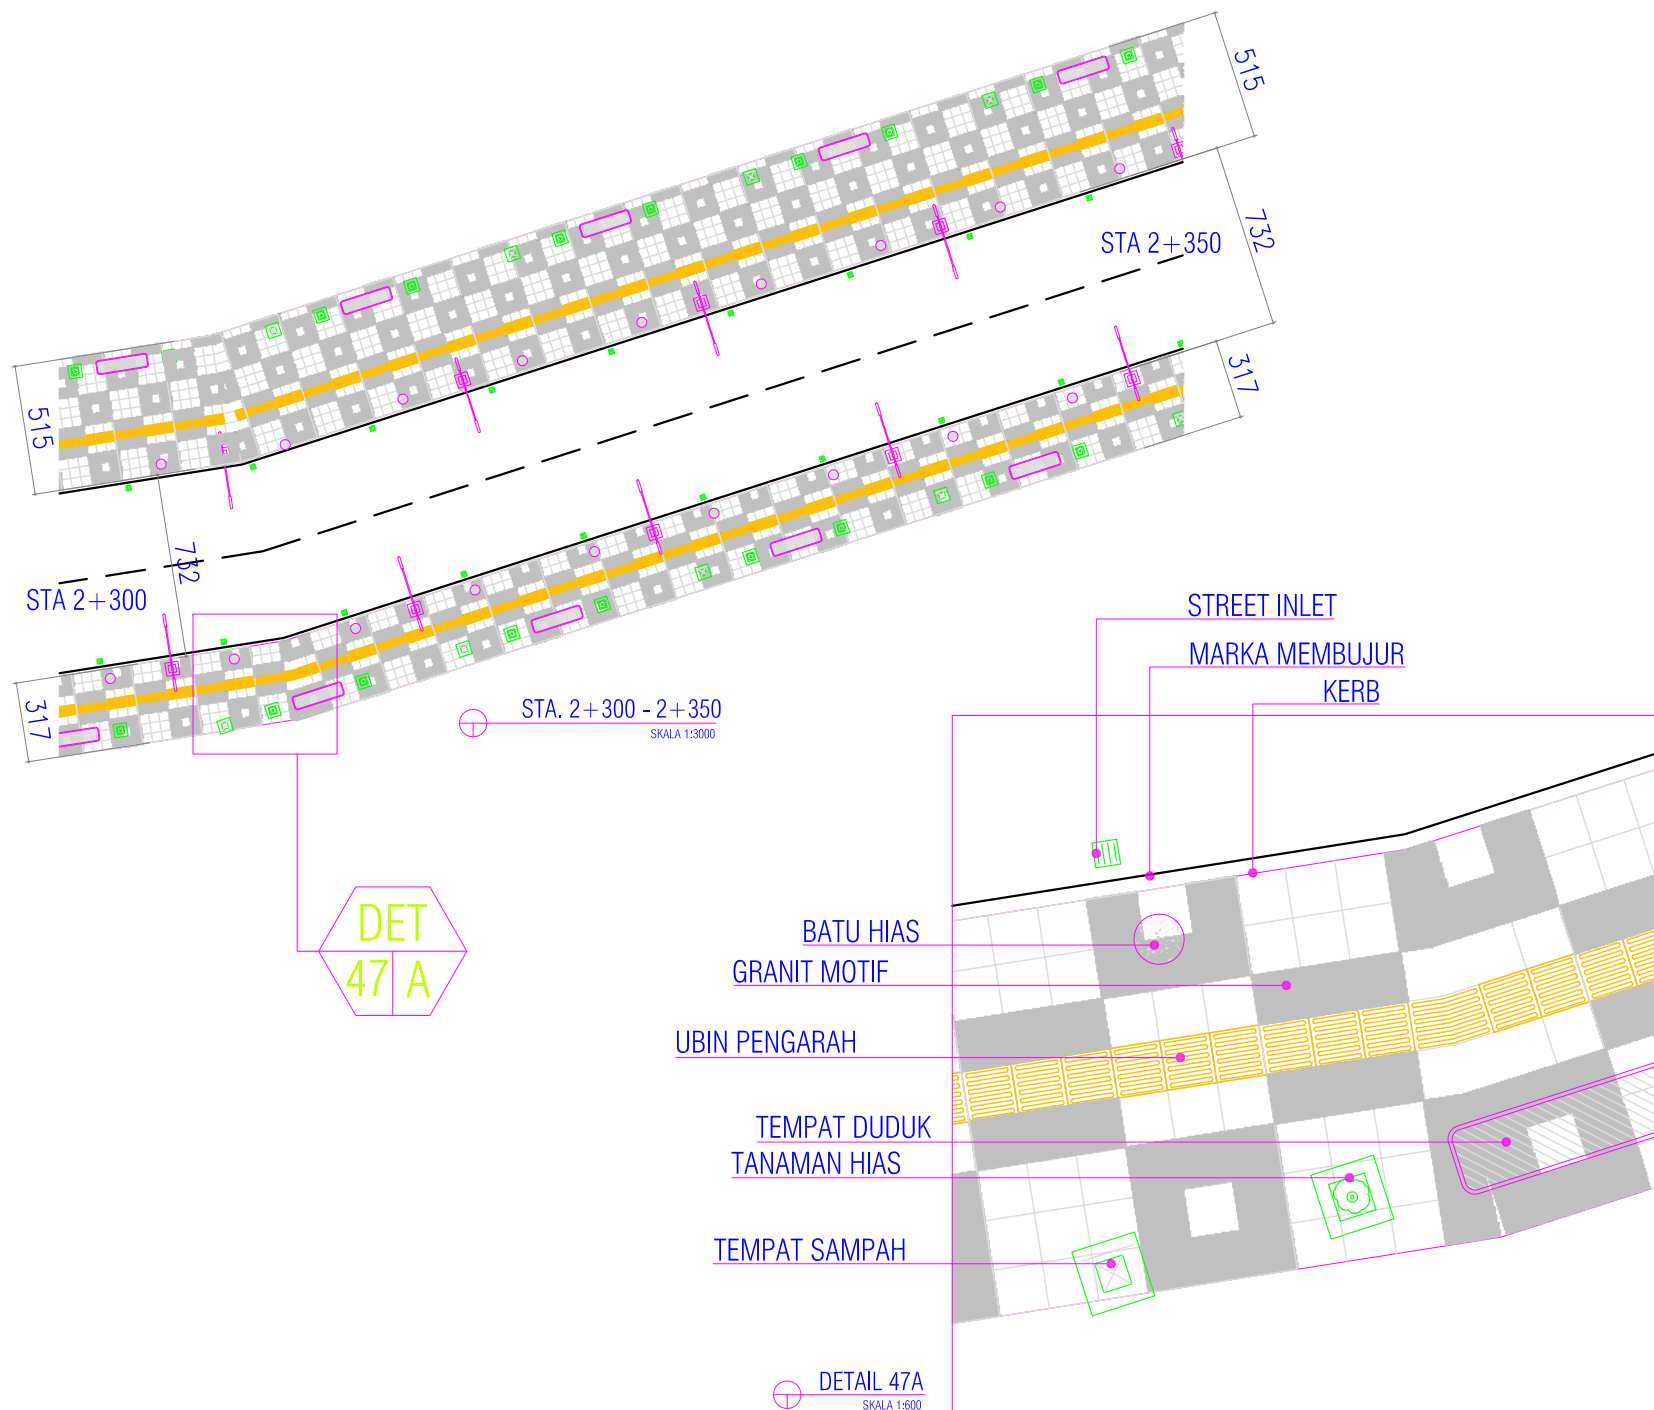 515
732
STA 2+350
317
515
732
STA 2+300
317
STA. 2+300 - 2+350
SKALA 1:3000
STREET INLET
MARKA MEMBUJUR
KERB
DET
47 A
BATU HIAS
GRANIT MOTIF
UBIN PENGARAH
TEMPAT DUDUK
TANAMAN HIAS
TEMPAT SAMPAH
DETAIL 47A
SKALA 1:600